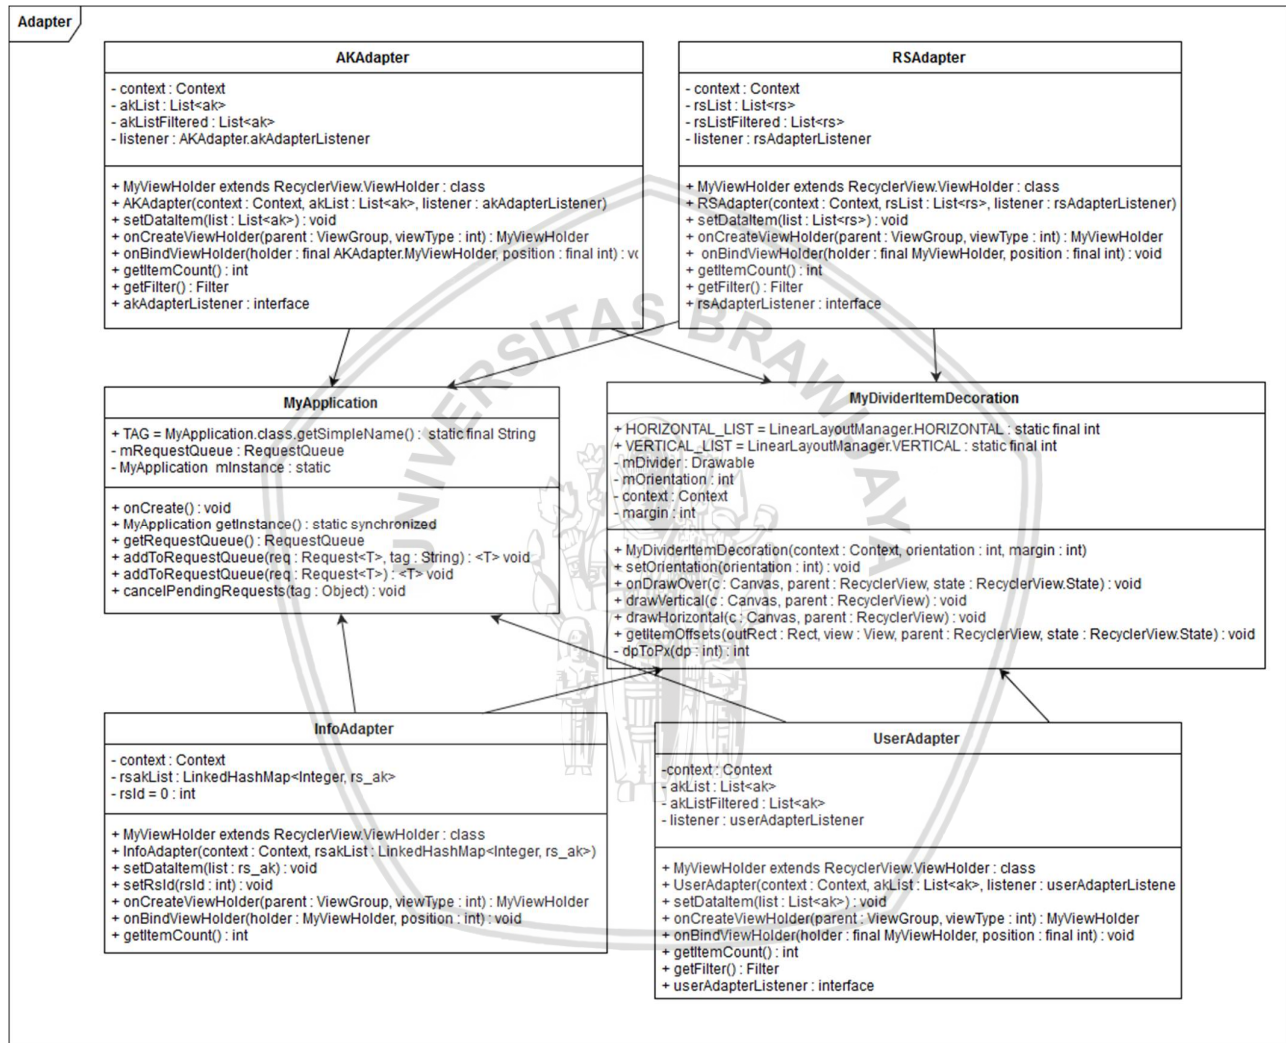 Adapter
AKAdapter
- context : Context
- akList : List<ak>
- akListFiltered : List<ak>
- listener : AKAdapter.akAdapterListener
+ MyViewHolder extends RecyclerView.ViewHolder : class
+ AKAdapter(context : Context, akList : List<ak>, listener : akAdapterListener)
+ setDataItem(list : List<ak>) : void
+ onCreateViewHolder(parent : ViewGroup, viewType : int) : MyViewHolder
+ onBindViewHolder(holder : final AKAdapter.MyViewHolder, position : final int) : vo
+ getItemCount() : int
+ getFilter() : Filter
+ akAdapterListener : interface
RSAdapter
- context : Context
- rsList : List<rs>
- rsListFiltered : List<rs>
- listener : rsAdapterListener
+ MyViewHolder extends RecyclerView.ViewHolder : class
+ RSAdapter(context : Context, rsList : List<rs>, listener : rsAdapterListener)
+ setDataItem(list : List<rs>) : void
+ onCreateViewHolder(parent : ViewGroup, viewType : int) : MyViewHolder
+ onBindViewHolder(holder : final MyViewHolder, position : final int) : void
+ getItemCount() : int
+ getFilter() : Filter
+ rsAdapterListener : interface
UNIVERSITAS BRAWIJAYA
MyApplication
+ TAG = MyApplication.class.getSimpleName() : static final String
- mRequestQueue : RequestQueue
- MyApplication mInstance : static
+ onCreate() : void
+ MyApplication getInstance() : static synchronized
+ getRequestQueue() : RequestQueue
+ addToRequestQueue(req : Request<T>, tag : String) : <T> void
+ addToRequestQueue(req : Request<T>) : <T> void
+ cancelPendingRequests(tag : Object) : void
MyDividerItemDecoration
+ HORIZONTAL_LIST = LinearLayoutManager.HORIZONTAL : static final int
+ VERTICAL_LIST = LinearLayoutManager.VERTICAL : static final int
- mDivider : Drawable
- mOrientation : int
- context : Context
- margin : int
+ MyDividerItemDecoration(context : Context, orientation : int, margin : int)
+ setOrientation(orientation : int) : void
+ onDrawOver(c : Canvas, parent : RecyclerView, state : RecyclerView.State) : void
+ drawVertical(c : Canvas, parent : RecyclerView) : void
+ drawHorizontal(c : Canvas, parent : RecyclerView) : void
+ getItemOffsets(outRect : Rect, view : View, parent : RecyclerView, state : RecyclerView.State) : void
- dpToPx(dp : int) : int
InfoAdapter
- context : Context
- rsakList : LinkedHashMap<Integer, rs_ak>
- rsId = 0 : int
+ MyViewHolder extends RecyclerView.ViewHolder : class
+ InfoAdapter(context : Context, rsakList : LinkedHashMap<Integer, rs_ak>)
+ setDataItem(list : rs_ak) : void
+ setRsId(rsId : int) : void
+ onCreateViewHolder(parent : ViewGroup, viewType : int) : MyViewHolder
+ onBindViewHolder(holder : MyViewHolder, position : int) : void
+ getItemCount() : int
UserAdapter
-context : Context
- akList : List<ak>
- akListFiltered : List<ak>
- listener : userAdapterListener
+ MyViewHolder extends RecyclerView.ViewHolder : class
+ UserAdapter(context : Context, akList : List<ak>, listener : userAdapterListene
+ setDataItem(list : List<ak>) : void
+ onCreateViewHolder(parent : ViewGroup, viewType : int) : MyViewHolder
+ onBindViewHolder(holder : final MyViewHolder, position : final int) : void
+ getItemCount() : int
+ getFilter() : Filter
+ userAdapterListener : interface